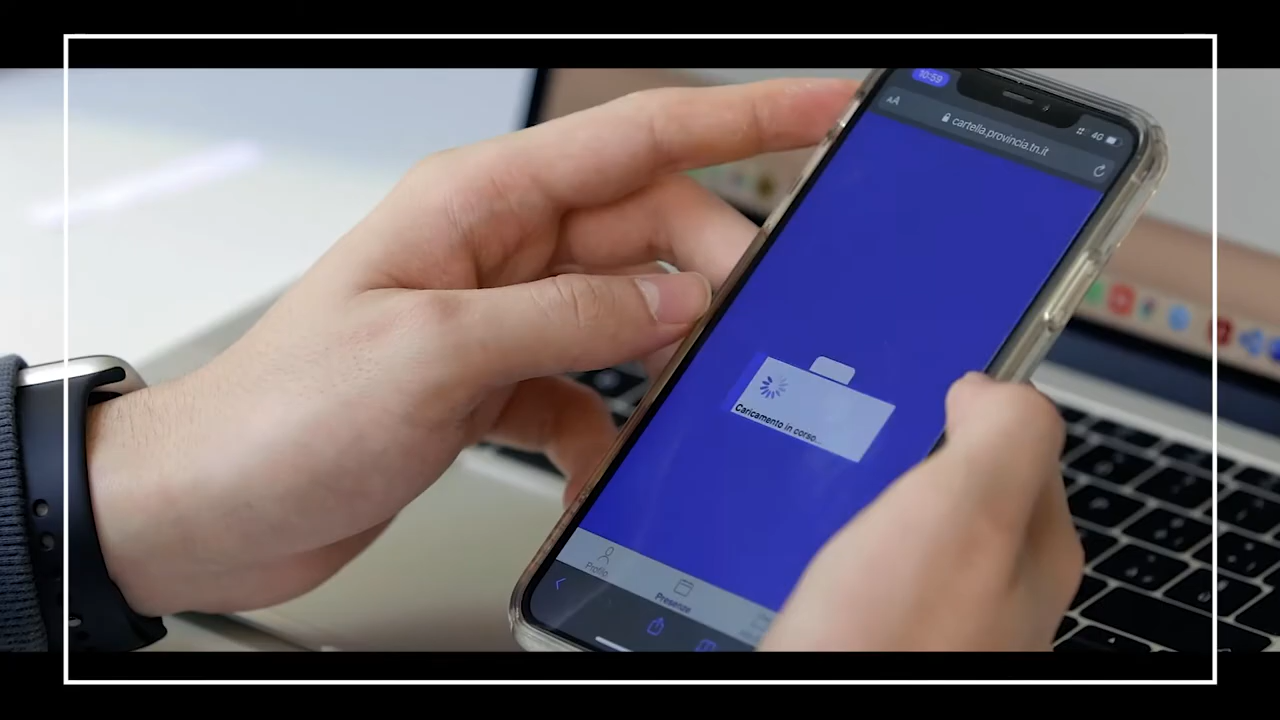 10:59
4G
AA
cartella.provincia.tn.it
Caricamento in corso...
Profilo
Presenze